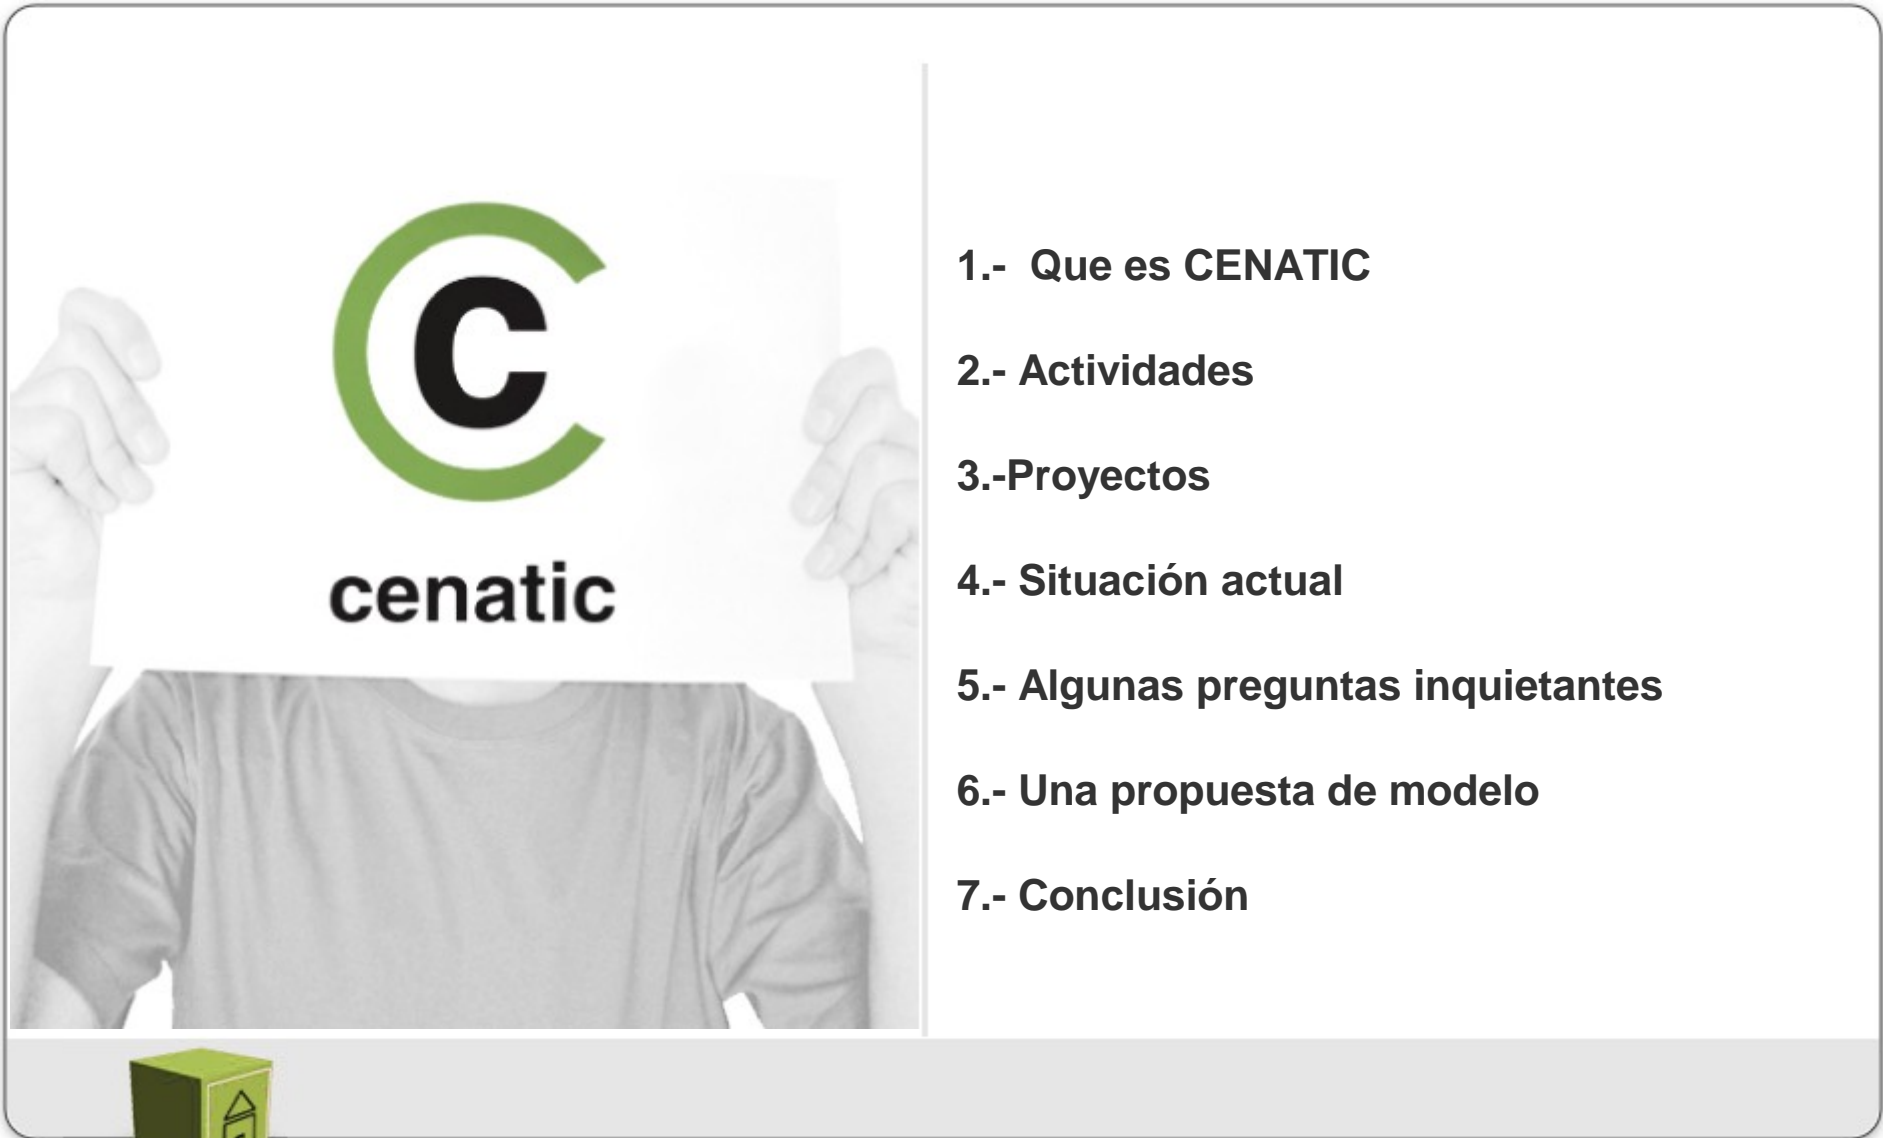 C
c
cenatic
1.- Que es CENATIC
2.- Actividades
3.-Proyectos
4.- Situación actual
5.- Algunas preguntas inquietantes
6.- Una propuesta de modelo
7.- Conclusión